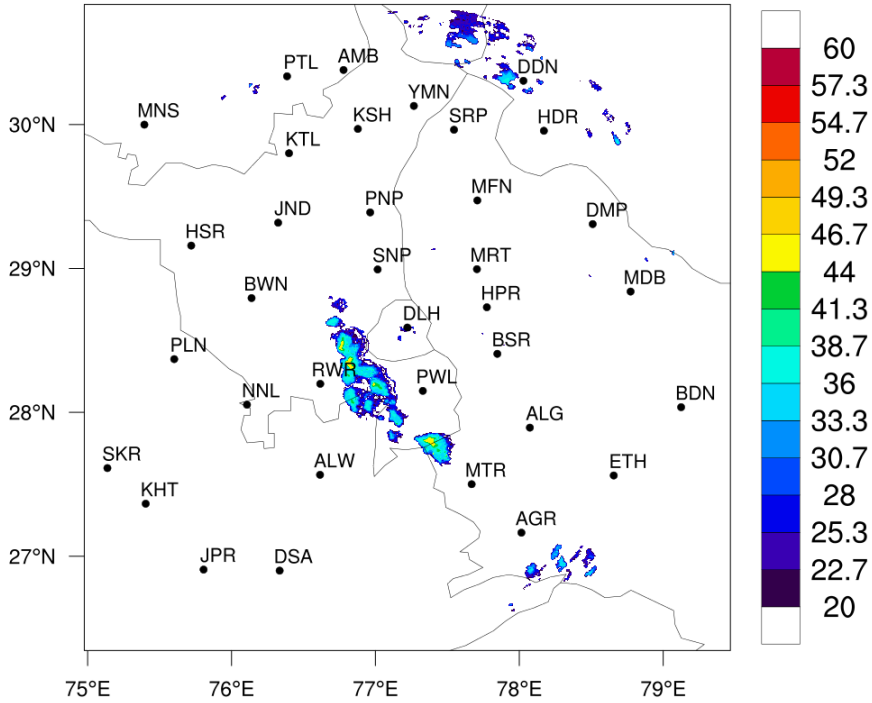 PTL
AMB
DDN
60
57.3
YMN
MNS
KSH
SRP
HDR
30°N
54.7
KTL
52
PNP
MFN
49.3
JND
DMP
HSR
46.7
SNP
MRT
29°N
44
BWN
HPR
MDB
DLH
41.3
PLN
BSR
38.7
RWR
PWL
36
NNL
BDN
28°N
ALG
33.3
SKR
ALW
MTR
ETH
30.7
KHT
28
AGR
25.3
JPR
DSA
27°N
22.7
20
75°E 76°E 77°E 78°E 79°E